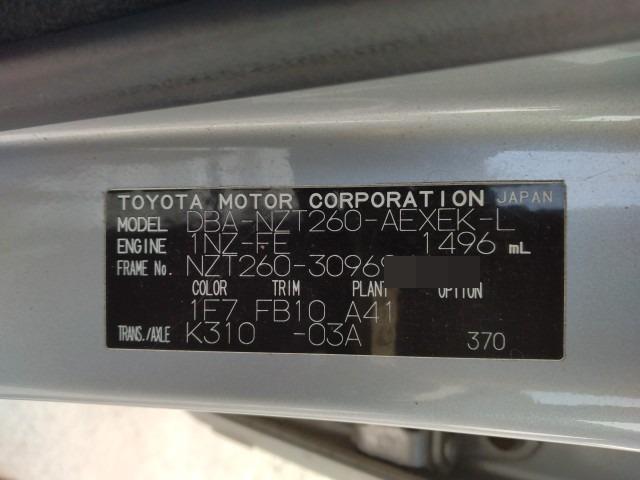 TOYOTA MOTOR CORPORATION JAPAN
MODEL DBA-NZT260-AEXEK-L
ENGINE 1NZ-FE 1496 mL
FRAME No. NZT260-3096
COLOR TRIM PLANT OPTION
1E7 FB10 A41
TRANS./AXLE K310 -03A 370